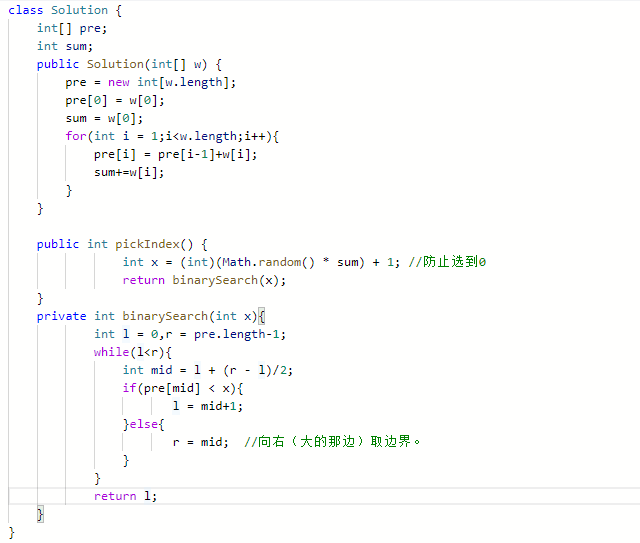 class Solution {
    int[] pre;
    int sum;
    public Solution(int[] w) {
        pre = new int[w.length];
        pre[0] = w[0];
        sum = w[0];
        for(int i = 1;i<w.length;i++){
            pre[i] = pre[i-1]+w[i];
            sum+=w[i];
        }
    }

    public int pickIndex() {
                int x = (int)(Math.random() * sum) + 1; //防止选到0
                return binarySearch(x);
    }
    private int binarySearch(int x){
            int l = 0,r = pre.length-1;
            while(l<r){
                int mid = l + (r - l)/2;
                if(pre[mid] < x){
                       l = mid+1;
                }else{
                       r = mid;  //向右（大的那边）取边界。
                }
            }
            return l;
    }
}